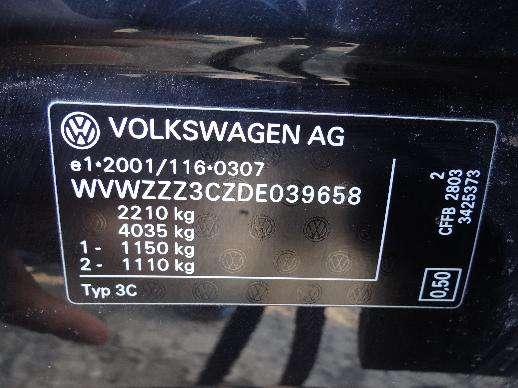 VOLKSWAGEN AG
e1*2001/116*0307
WVWZZZ3CZDE039658
2210 kg
4035 kg
1 - 1150 kg
2 - 1110 kg
Typ 3C
2
CFFB 2803
3425373
0,50